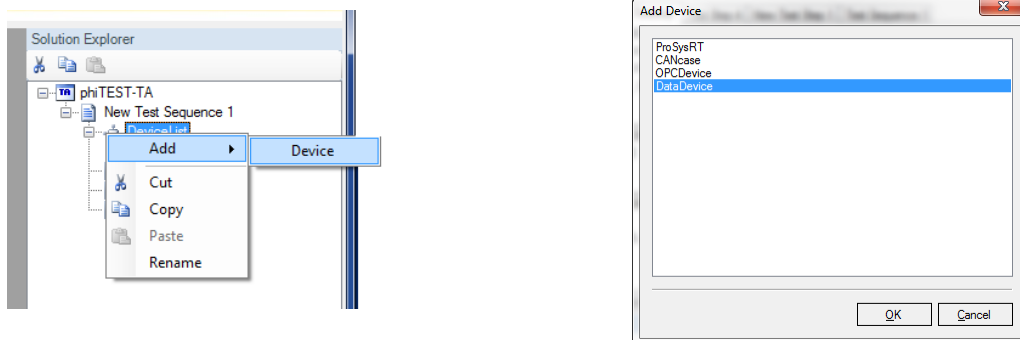 Solution Explorer
phiTEST-TA
New Test Sequence 1
DeviceList
Add
Device
Cut
Copy
Paste
Rename
Add Device
ProSysRT
CANcase
OPCDevice
DataDevice
OK
Cancel